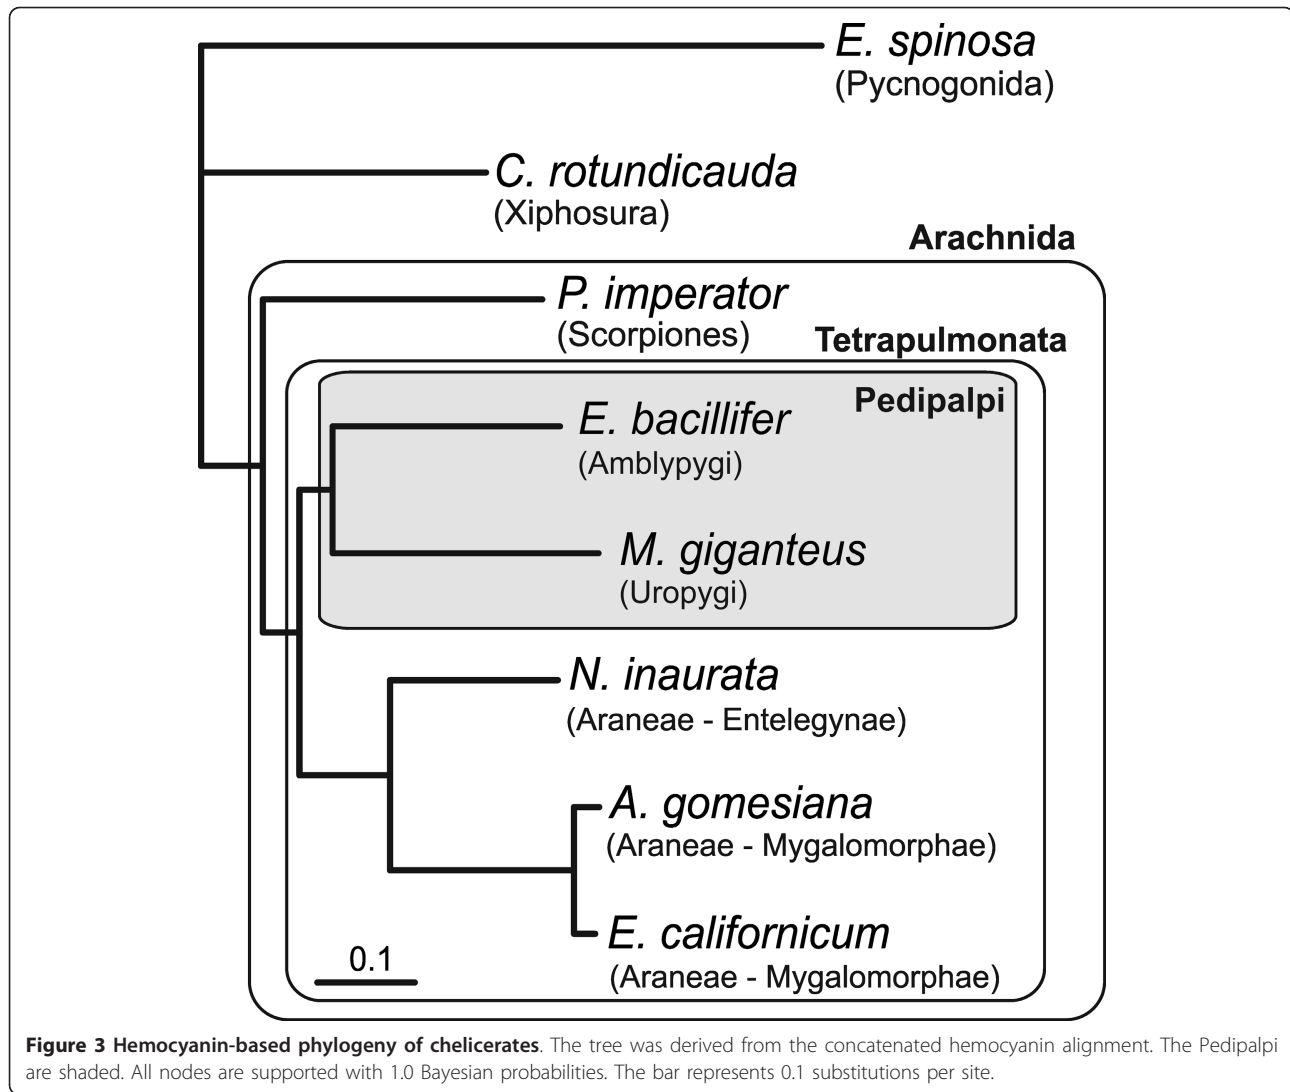 E. spinosa
(Pycnogonida)
C. rotundicauda
(Xiphosura)
Arachnida
P. imperator
(Scorpiones)
Tetrapulmonata
Pedipalpi
E. bacillifer
(Amblypygi)
M. giganteus
(Uropygi)
N. inaurata
(Araneae - Entelegynae)
A. gomesiana
(Araneae - Mygalomorphae)
E. californicum
(Araneae - Mygalomorphae)
0.1
Figure 3 Hemocyanin-based phylogeny of chelicerates. The tree was derived from the concatenated hemocyanin alignment. The Pedipalpi
are shaded. All nodes are supported with 1.0 Bayesian probabilities. The bar represents 0.1 substitutions per site.